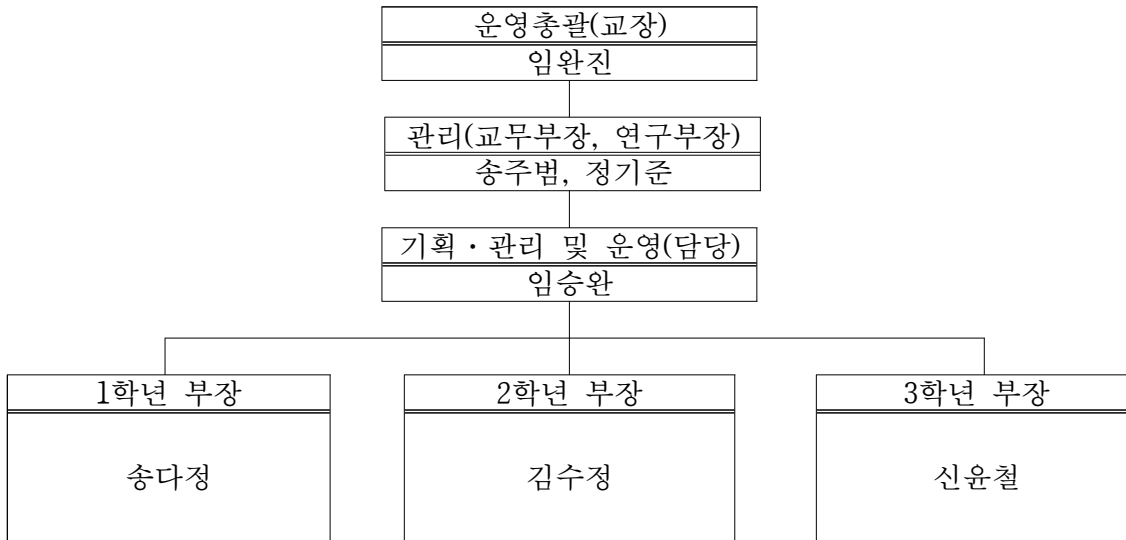 운영총괄(교장)
임완진
관리(교무부장, 연구부장)
송주범, 정기준
기획・관리 및 운영(담당)
임승완
1학년 부장
송다정
2학년 부장
김수정
3학년 부장
신윤철